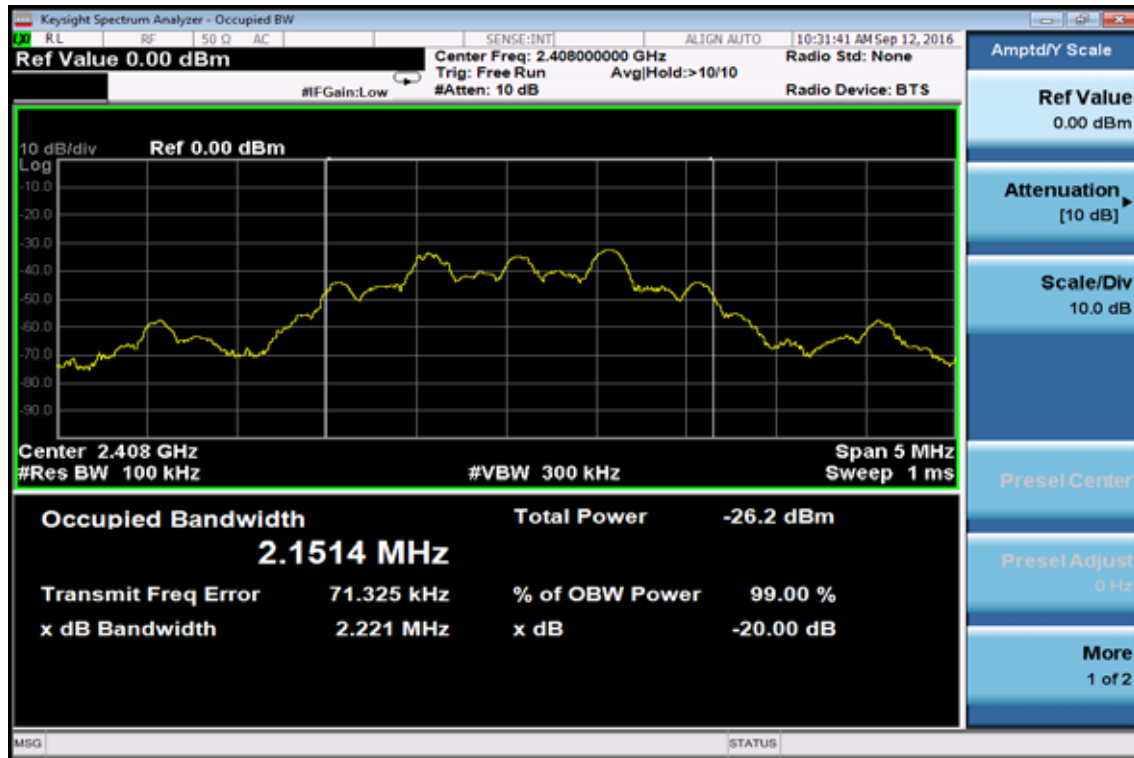 Keysight Spectrum Analyzer - Occupied BW
RL RF 50 Ω AC SENSE:INT ALIGN AUTO 10:31:41 AM Sep 12, 2016
Ref Value 0.00 dBm
Center Freq: 2.408000000 GHz Radio Std: None
Trig: Free Run Avg|Hold:>10/10
#IFGain:Low #Atten: 10 dB Radio Device: BTS
10 dB/div Ref 0.00 dBm
Log
-10.0
-20.0
-30.0
-40.0
-50.0
-60.0
-70.0
-80.0
-90.0
Center 2.408 GHz Span 5 MHz
#Res BW 100 kHz #VBW 300 kHz Sweep 1 ms
Occupied Bandwidth Total Power -26.2 dBm
2.1514 MHz
Transmit Freq Error 71.325 kHz % of OBW Power 99.00 %
x dB Bandwidth 2.221 MHz x dB -20.00 dB
MSG STATUS
Amptd/Y Scale
Ref Value
0.00 dBm
Attenuation
[10 dB]
Scale/Div
10.0 dB
Presel Center
Presel Adjust
0 Hz
More
1 of 2